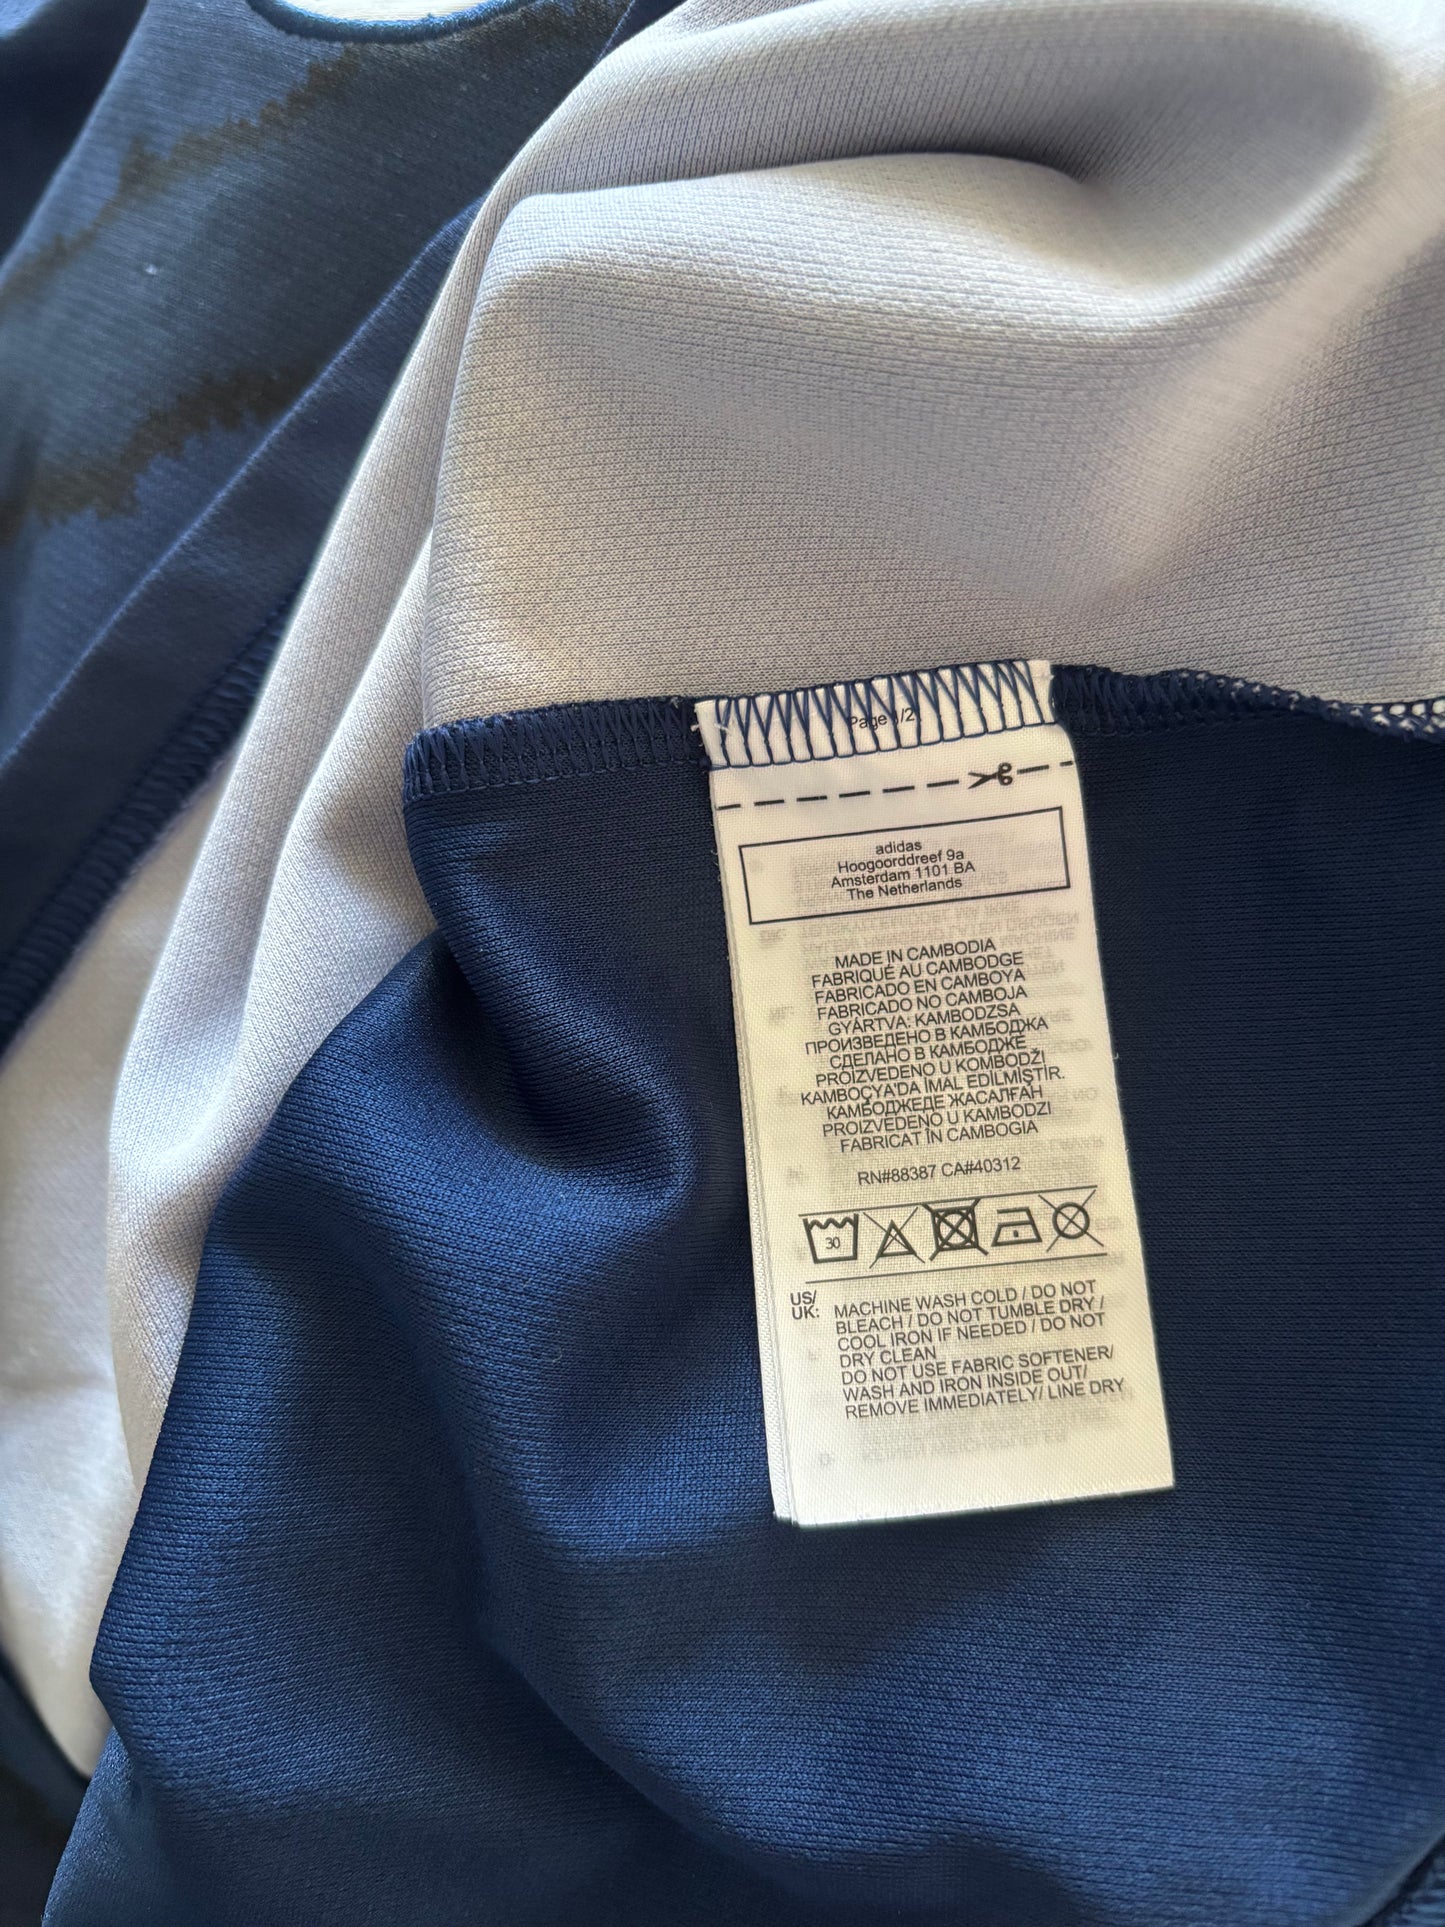 Page /2
adidas
Hoogoorddreef 9a
Amsterdam 1101 BA
The Netherlands
MADE IN CAMBODIA
FABRIQUÉ AU CAMBODGE
FABRICADO EN CAMBOYA
FABRICADO NO CAMBOJA
GYÁRTVA: KAMBODZSA
ПРОИЗВЕДЕНО В КАМБОДЖА
СДЕЛАНО В КАМБОДЖЕ
PROIZVEDENO U KOMBODŽI
KAMBOÇYA'DA İMAL EDİLMİŞTİR.
КАМБОДЖЕДЕ ЖАСАЛҒАН
PROIZVEDENO U KAMBODZI
FABRICAT ÎN CAMBOGIA
RN#88387 CA#40312
30
US/
UK:
MACHINE WASH COLD / DO NOT
BLEACH / DO NOT TUMBLE DRY /
COOL IRON IF NEEDED / DO NOT
DRY CLEAN
DO NOT USE FABRIC SOFTENER/
WASH AND IRON INSIDE OUT/
REMOVE IMMEDIATELY/ LINE DRY